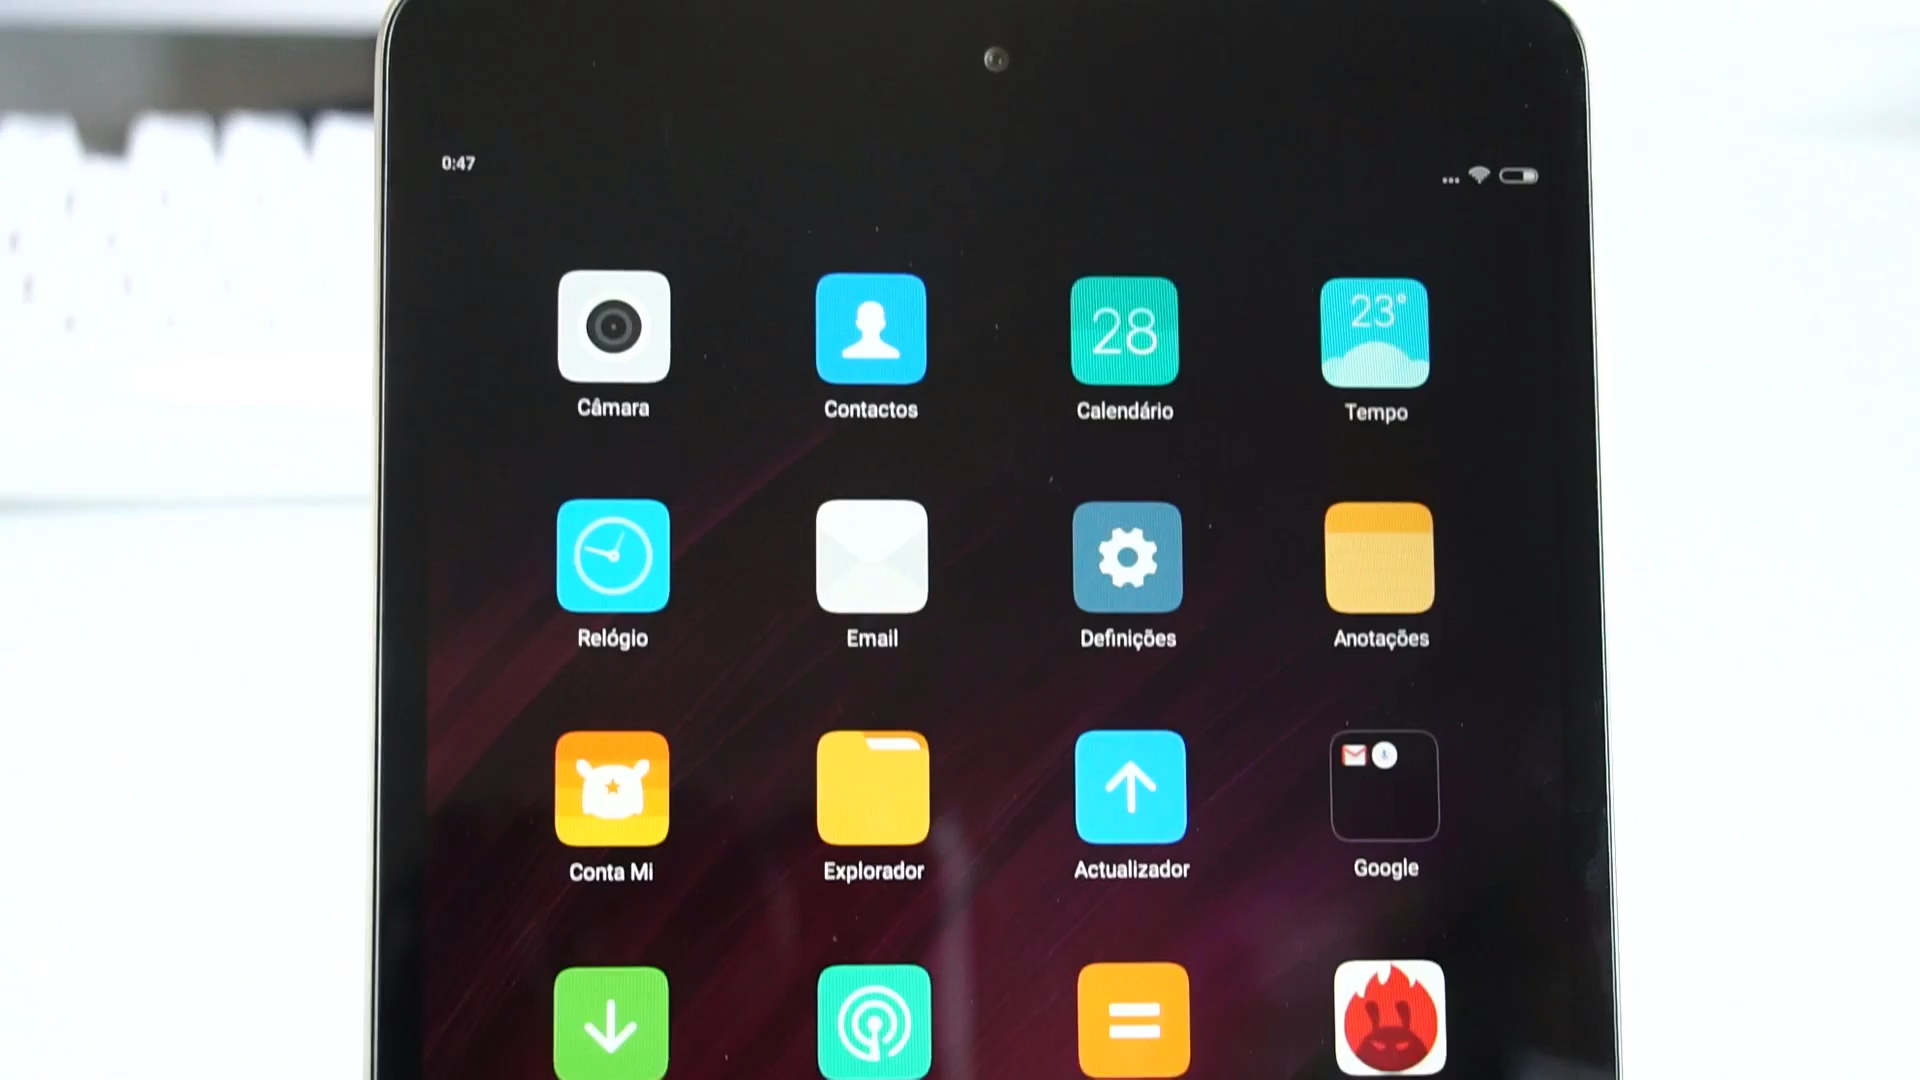 0:47
28
23°
Câmara
Contactos
Calendário
Tempo
Relógio
Email
Definições
Anotações
Conta Mi
Explorador
Actualizador
Google